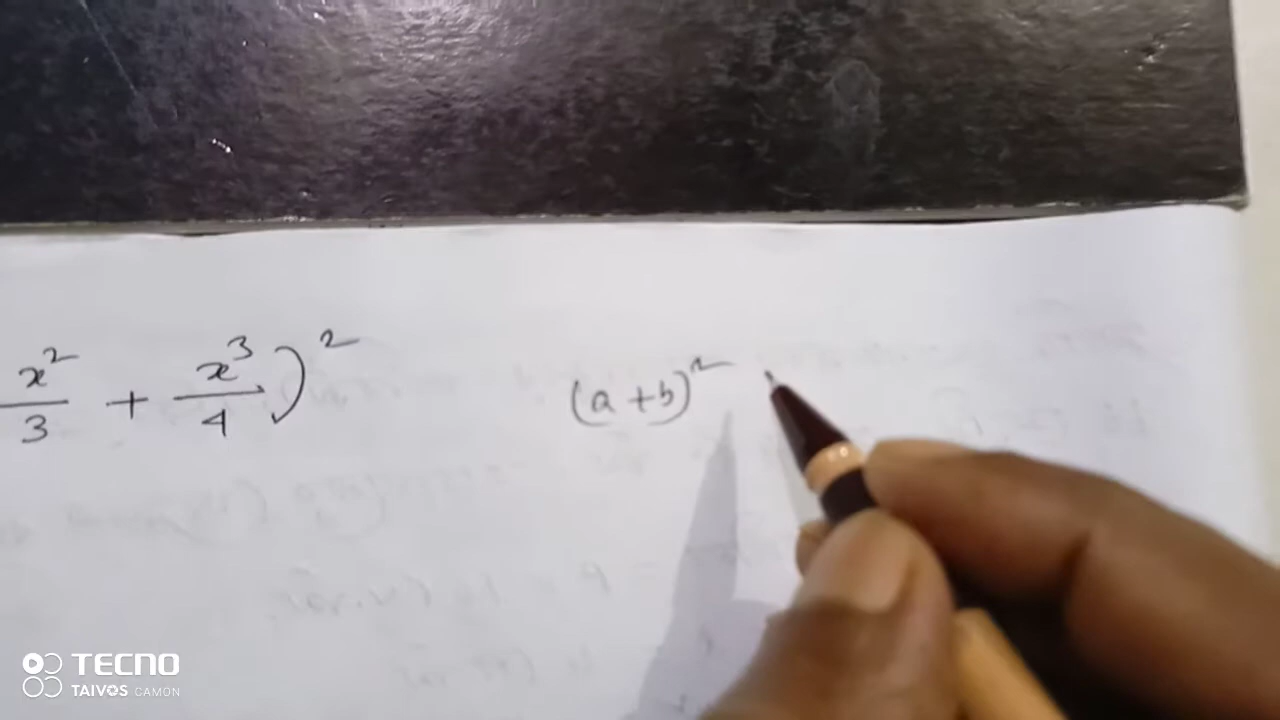 x²/3 + x³/4)² (a+b)²
TECNO
TAIVOS CAMON